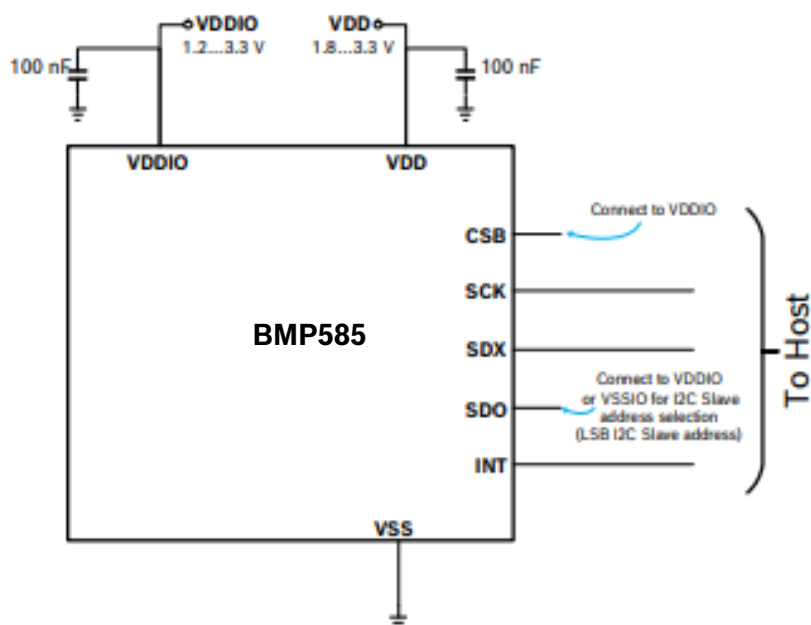 VDDIO
1.2...3.3 V
VDD
1.8...3.3 V
100 nF
100 nF
VDDIO
VDD
CSB
Connect to VDDIO
SCK
BMP585
SDX
SDO
Connect to VDDIO
or VSSIO for I2C Slave
address selection
(LSB I2C Slave address)
INT
VSS
To Host